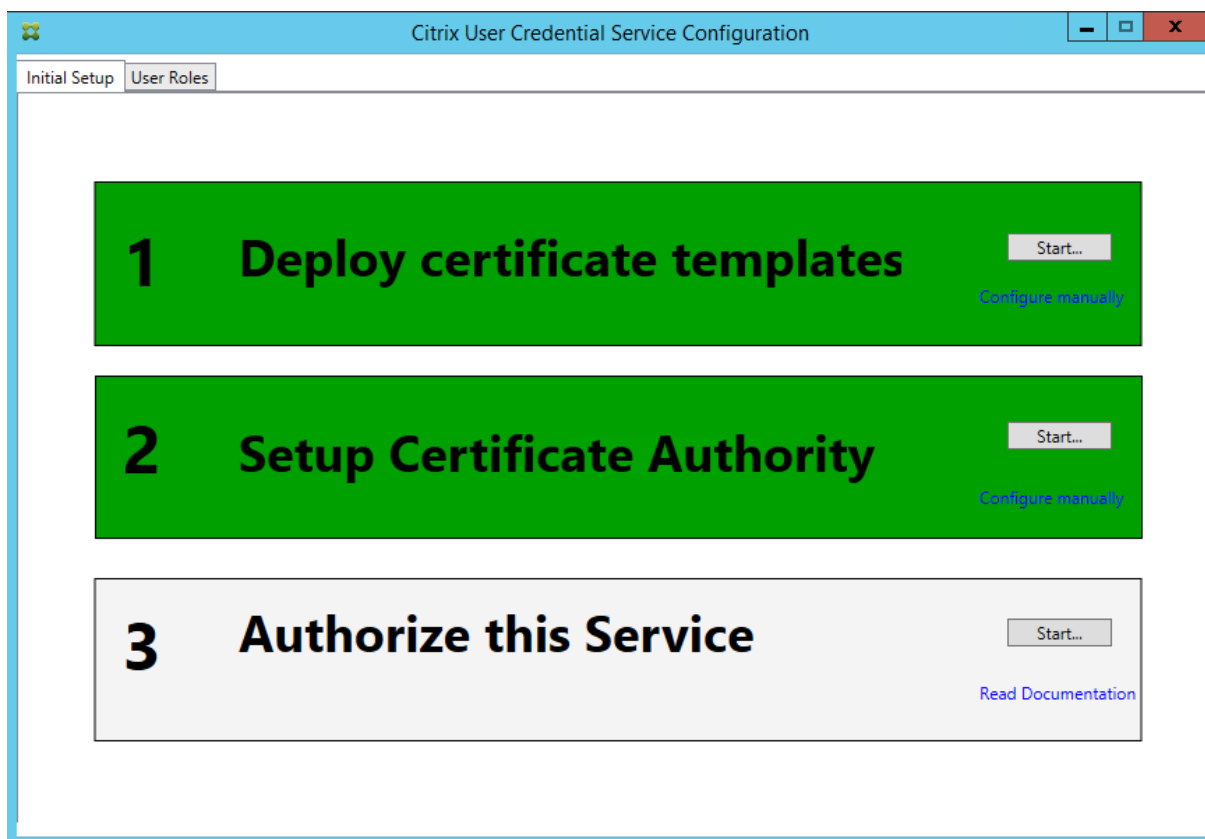 Citrix User Credential Service Configuration
Initial Setup User Roles
1 Deploy certificate templates Start...
Configure manually
2 Setup Certificate Authority Start...
Configure manually
3 Authorize this Service Start...
Read Documentation